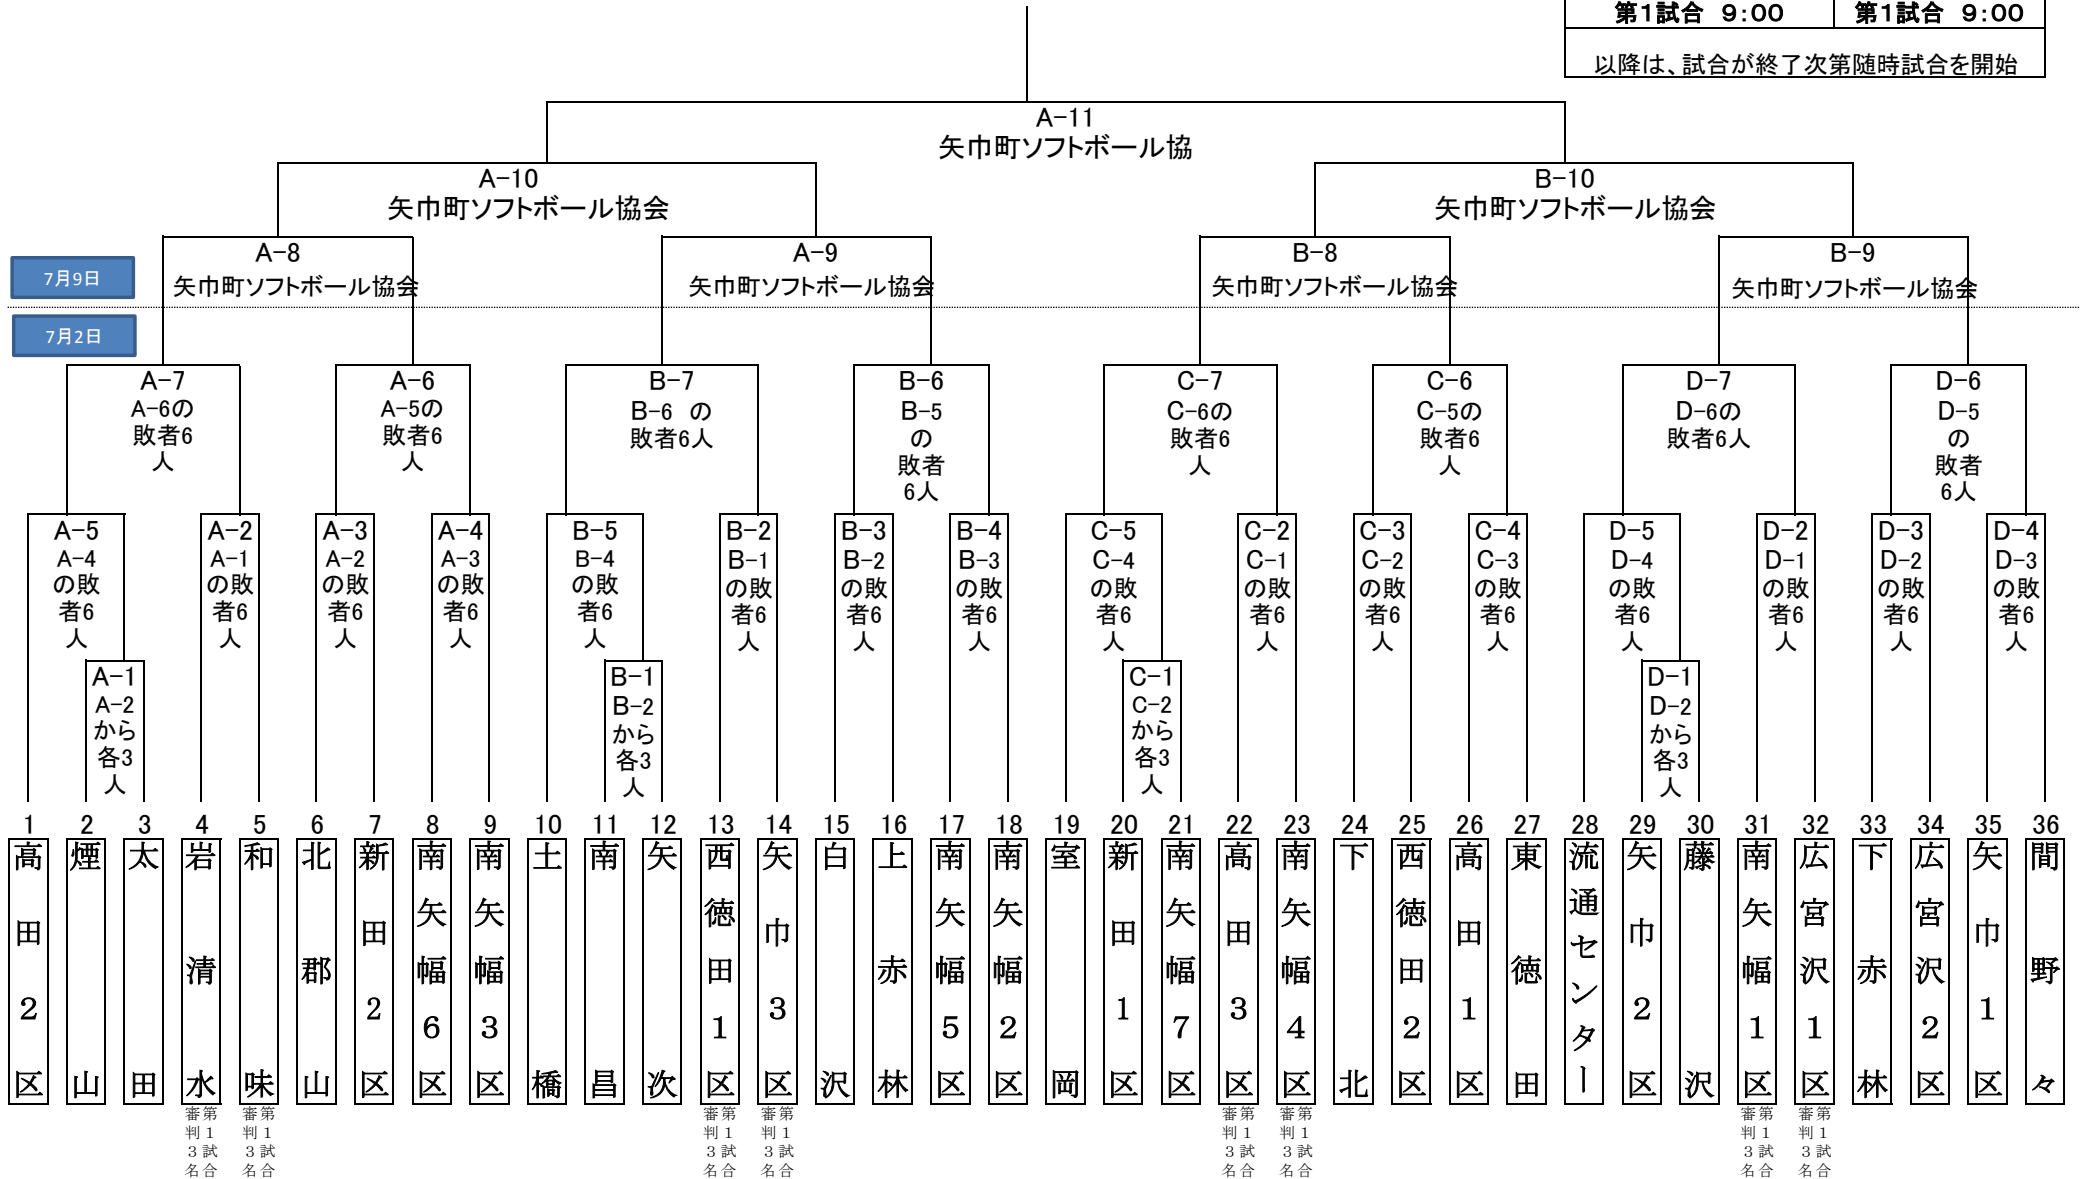 第1試合 9:00 第1試合 9:00
以降は、試合が終了次第随時試合を開始
A-11
矢巾町ソフトボール協
A-10
矢巾町ソフトボール協会
B-10
矢巾町ソフトボール協会
A-8
矢巾町ソフトボール協会
A-9
矢巾町ソフトボール協会
B-8
矢巾町ソフトボール協会
B-9
矢巾町ソフトボール協会
7月9日
7月2日
A-7
A-6の
敗者6
人
A-6
A-5の
敗者6
人
B-7
B-6 の
敗者6人
B-6
B-5
の
敗者
6人
C-7
C-6の
敗者6
人
C-6
C-5の
敗者6
人
D-7
D-6の
敗者6人
D-6
D-5
の
敗者
6人
A-5
A-4
の敗
者6
人
A-2
A-1
の敗
者6
人
A-3
A-2
の敗
者6
人
A-4
A-3
の敗
者6
人
B-5
B-4
の敗
者6
人
B-2
B-1
の敗
者6
人
B-3
B-2
の敗
者6
人
B-4
B-3
の敗
者6
人
C-5
C-4
の敗
者6
人
C-2
C-1
の敗
者6
人
C-3
C-2
の敗
者6
人
C-4
C-3
の敗
者6
人
D-5
D-4
の敗
者6
人
D-2
D-1
の敗
者6
人
D-3
D-2
の敗
者6
人
D-4
D-3
の敗
者6
人
A-1
A-2
から
各3
人
B-1
B-2
から
各3
人
C-1
C-2
から
各3
人
D-1
D-2
から
各3
人
1 2 3 4 5 6 7 8 9 10 11 12 13 14 15 16 17 18 19 20 21 22 23 24 25 26 27 28 29 30 31 32 33 34 35 36
高田2区
煙山
太田
岩清水
和味
北郡山
新田2区
南矢幅6区
南矢幅3区
土橋
南昌
矢次
西徳田1区
矢巾3区
白沢
上赤林
南矢幅5区
南矢幅2区
室岡
新田1区
南矢幅7区
高田3区
南矢幅4区
下北
西徳田2区
高田1区
東徳田
流通センター
矢巾2区
藤沢
南矢幅1区
広宮沢1区
下赤林
広宮沢2区
矢巾1区
間野々
第1試合
審判3名
第1試合
審判3名
第1試合
審判3名
第1試合
審判3名
第1試合
審判3名
第1試合
審判3名
第1試合
審判3名
第1試合
審判3名